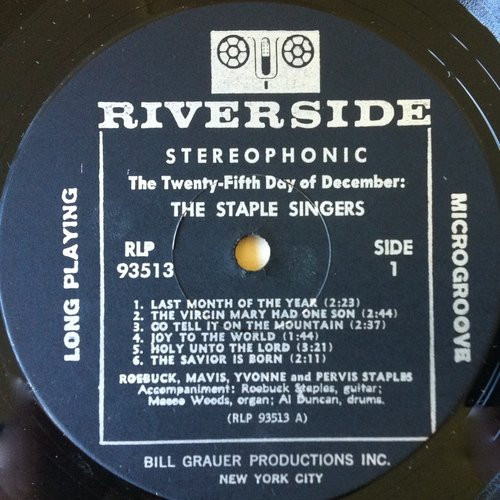 RIVERSIDE
STEREOPHONIC
The Twenty-Fifth Day of December:
THE STAPLE SINGERS
LONG PLAYING
MICROGROOVE
RLP
93513
SIDE
1
1. LAST MONTH OF THE YEAR (2:23)
2. THE VIRGIN MARY HAD ONE SON (2:44)
3. GO TELL IT ON THE MOUNTAIN (2:37)
4. JOY TO THE WORLD (1:44)
5. HOLY UNTO THE LORD (3:21)
6. THE SAVIOR IS BORN (2:11)
ROEBUCK, MAVIS, YVONNE and PERVIS STAPLES
Accompaniment: Roebuck Staples, guitar;
Maceo Woods, organ; Al Duncan, drums.
(RLP 93513 A)
BILL GRAUER PRODUCTIONS INC.
NEW YORK CITY